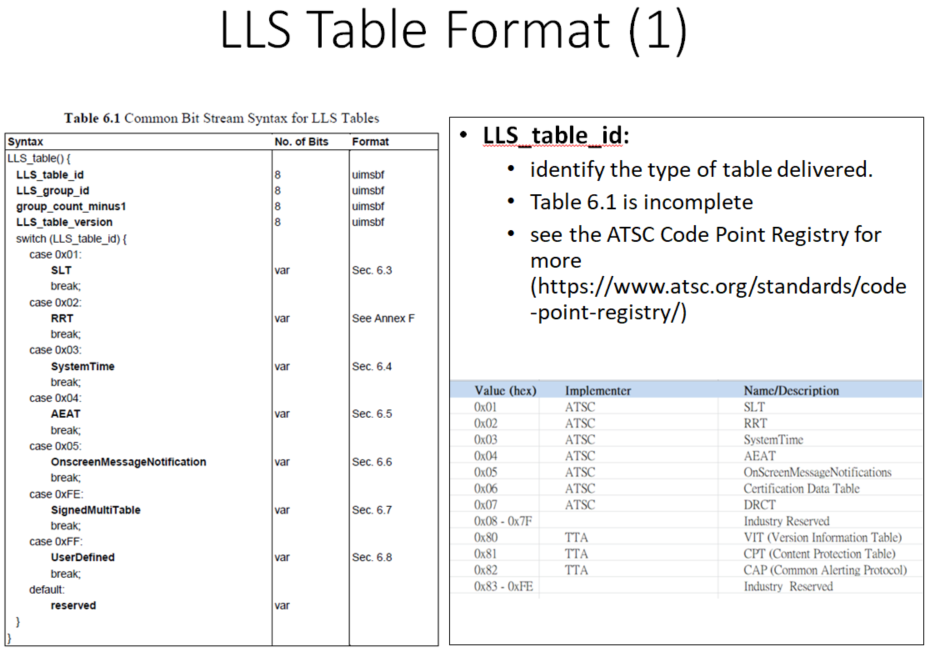 LLS Table Format (1)
Table 6.1 Common Bit Stream Syntax for LLS Tables
Syntax No. of Bits Format
LLS_table() {
LLS_table_id 8 uimsbf
LLS_group_id 8 uimsbf
group_count_minus1 8 uimsbf
LLS_table_version 8 uimsbf
switch (LLS_table_id) {
case 0x01:
SLT var Sec. 6.3
break;
case 0x02:
RRT var See Annex F
break;
case 0x03:
SystemTime var Sec. 6.4
break;
case 0x04:
AEAT var Sec. 6.5
break;
case 0x05:
OnscreenMessageNotification var Sec. 6.6
break;
case 0xFE:
SignedMultiTable var Sec. 6.7
break;
case 0xFF:
UserDefined var Sec. 6.8
break;
default:
reserved var
}
}
• LLS_table_id:
• identify the type of table delivered.
• Table 6.1 is incomplete
• see the ATSC Code Point Registry for
more
(https://www.atsc.org/standards/code
-point-registry/)
Value (hex) Implementer Name/Description
0x01 ATSC SLT
0x02 ATSC RRT
0x03 ATSC SystemTime
0x04 ATSC AEAT
0x05 ATSC OnScreenMessageNotifications
0x06 ATSC Certification Data Table
0x07 ATSC DRCT
0x08 - 0x7F Industry Reserved
0x80 TTA VIT (Version Information Table)
0x81 TTA CPT (Content Protection Table)
0x82 TTA CAP (Common Alerting Protocol)
0x83 - 0xFE Industry Reserved